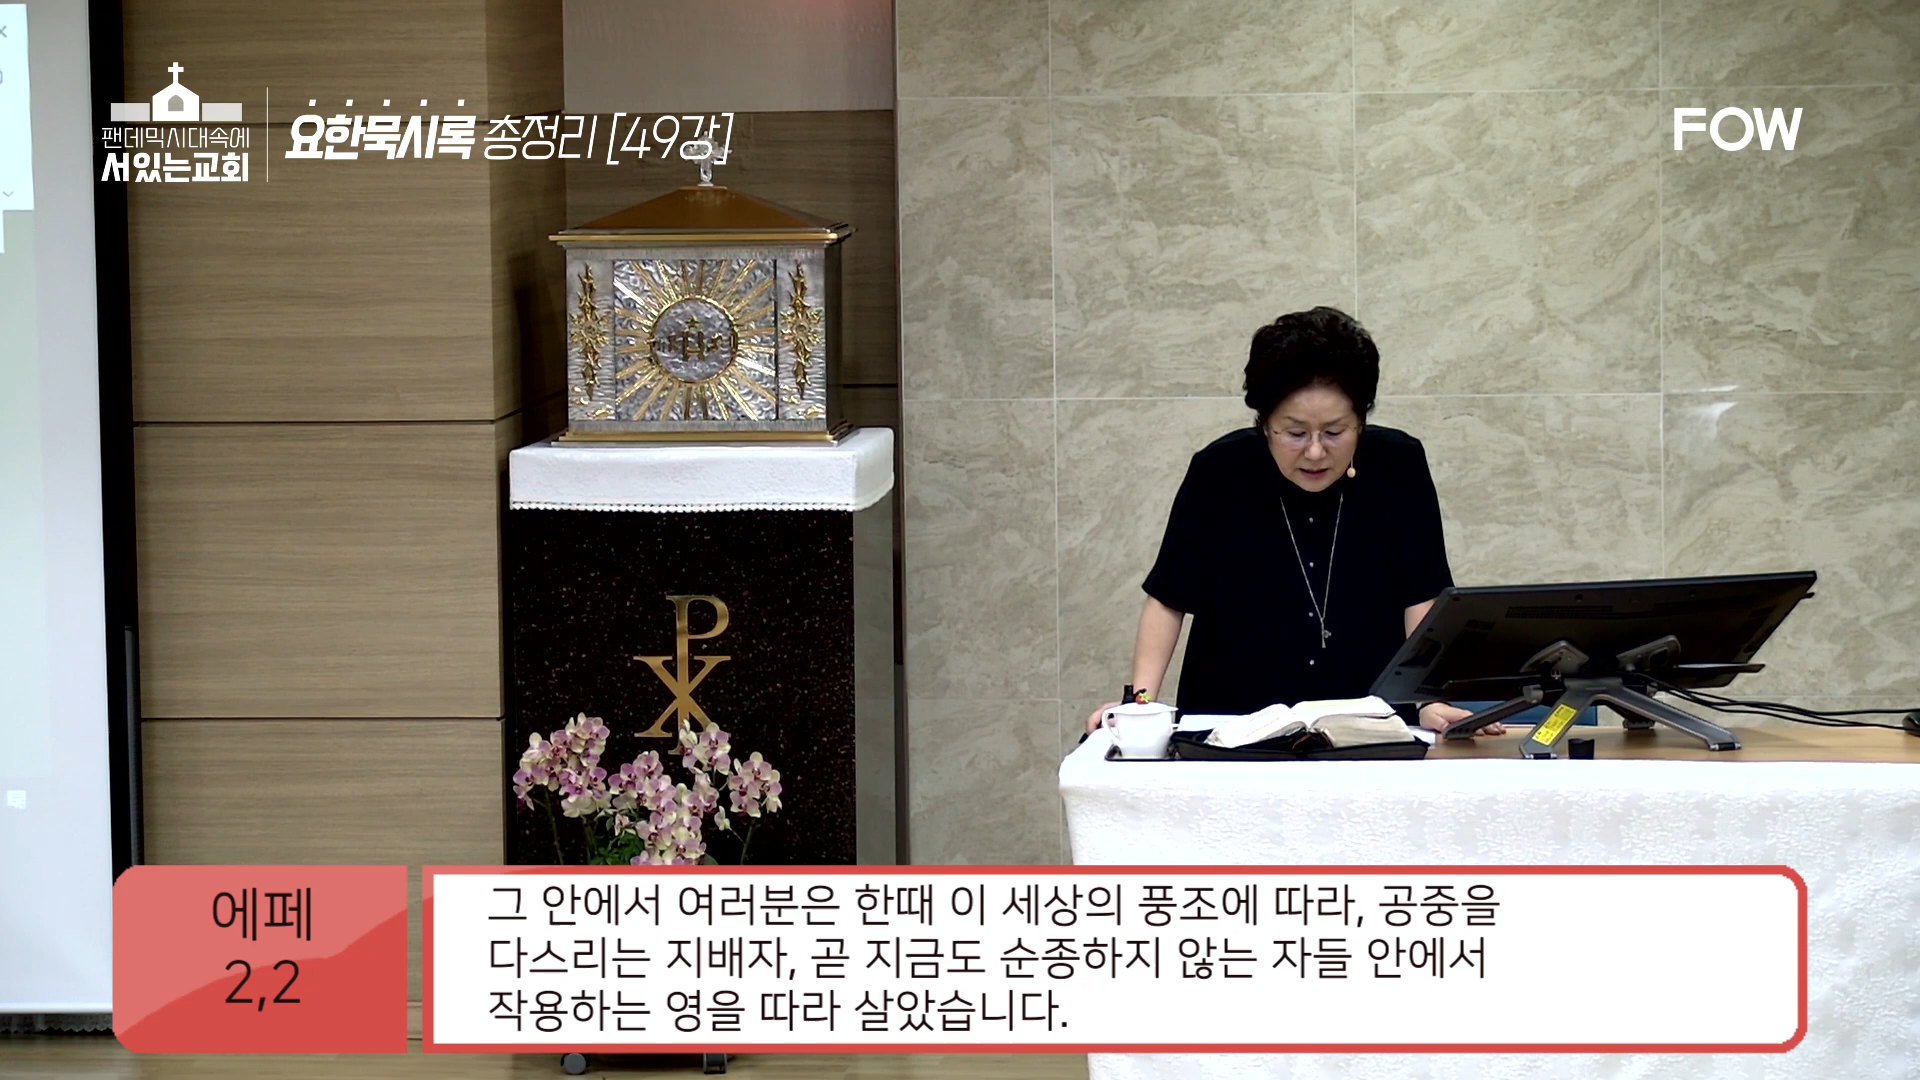 팬데믹시대속에
서있는교회
요한묵시록 총정리 [49강]
FOW
IHS
에페
2,2
그 안에서 여러분은 한때 이 세상의 풍조에 따라, 공중을
다스리는 지배자, 곧 지금도 순종하지 않는 자들 안에서
작용하는 영을 따라 살았습니다.